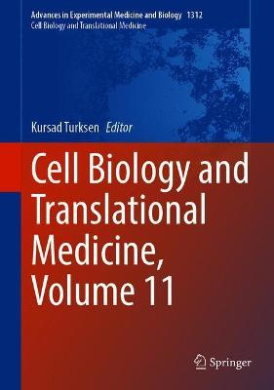 Advances in Experimental Medicine and Biology 1312
Cell Biology and Translational Medicine
Kursad Turksen Editor
Cell Biology and
Translational
Medicine,
Volume 11
Springer